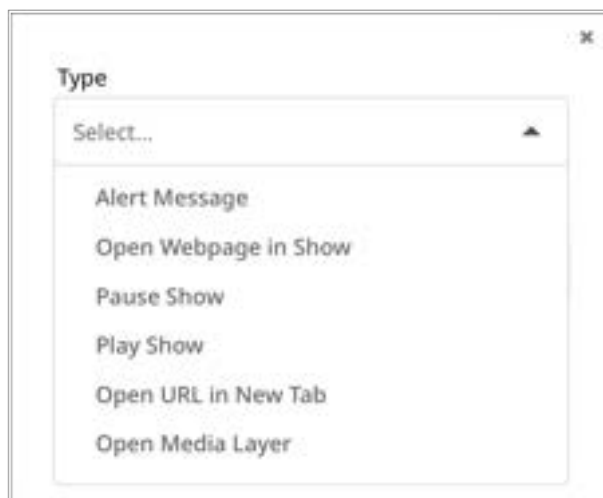 Type
Select...
Alert Message
Open Webpage in Show
Pause Show
Play Show
Open URL in New Tab
Open Media Layer